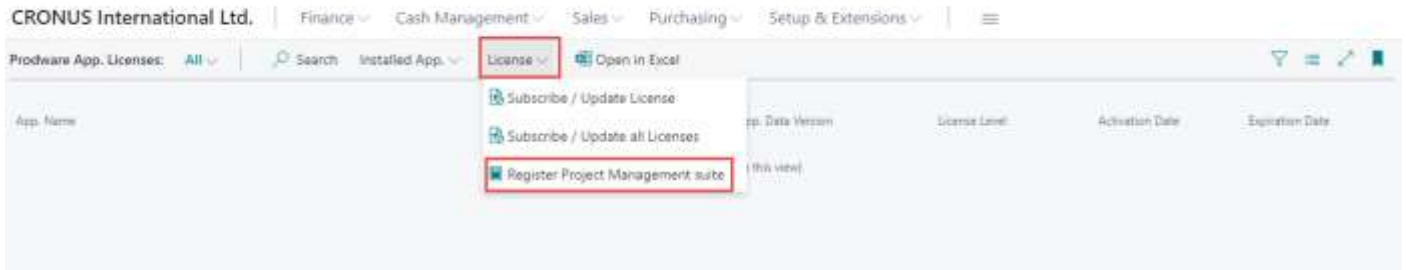 CRONUS International Ltd. Finance Cash Management Sales Purchasing Setup & Extensions
Prodware App. Licenses: All Search Installed App. License Open in Excel
Subscribe / Update License
App. Name pp. Data Version License Level Activation Date Expiration Date
Subscribe / Update all Licenses
this view)
Register Project Management suite